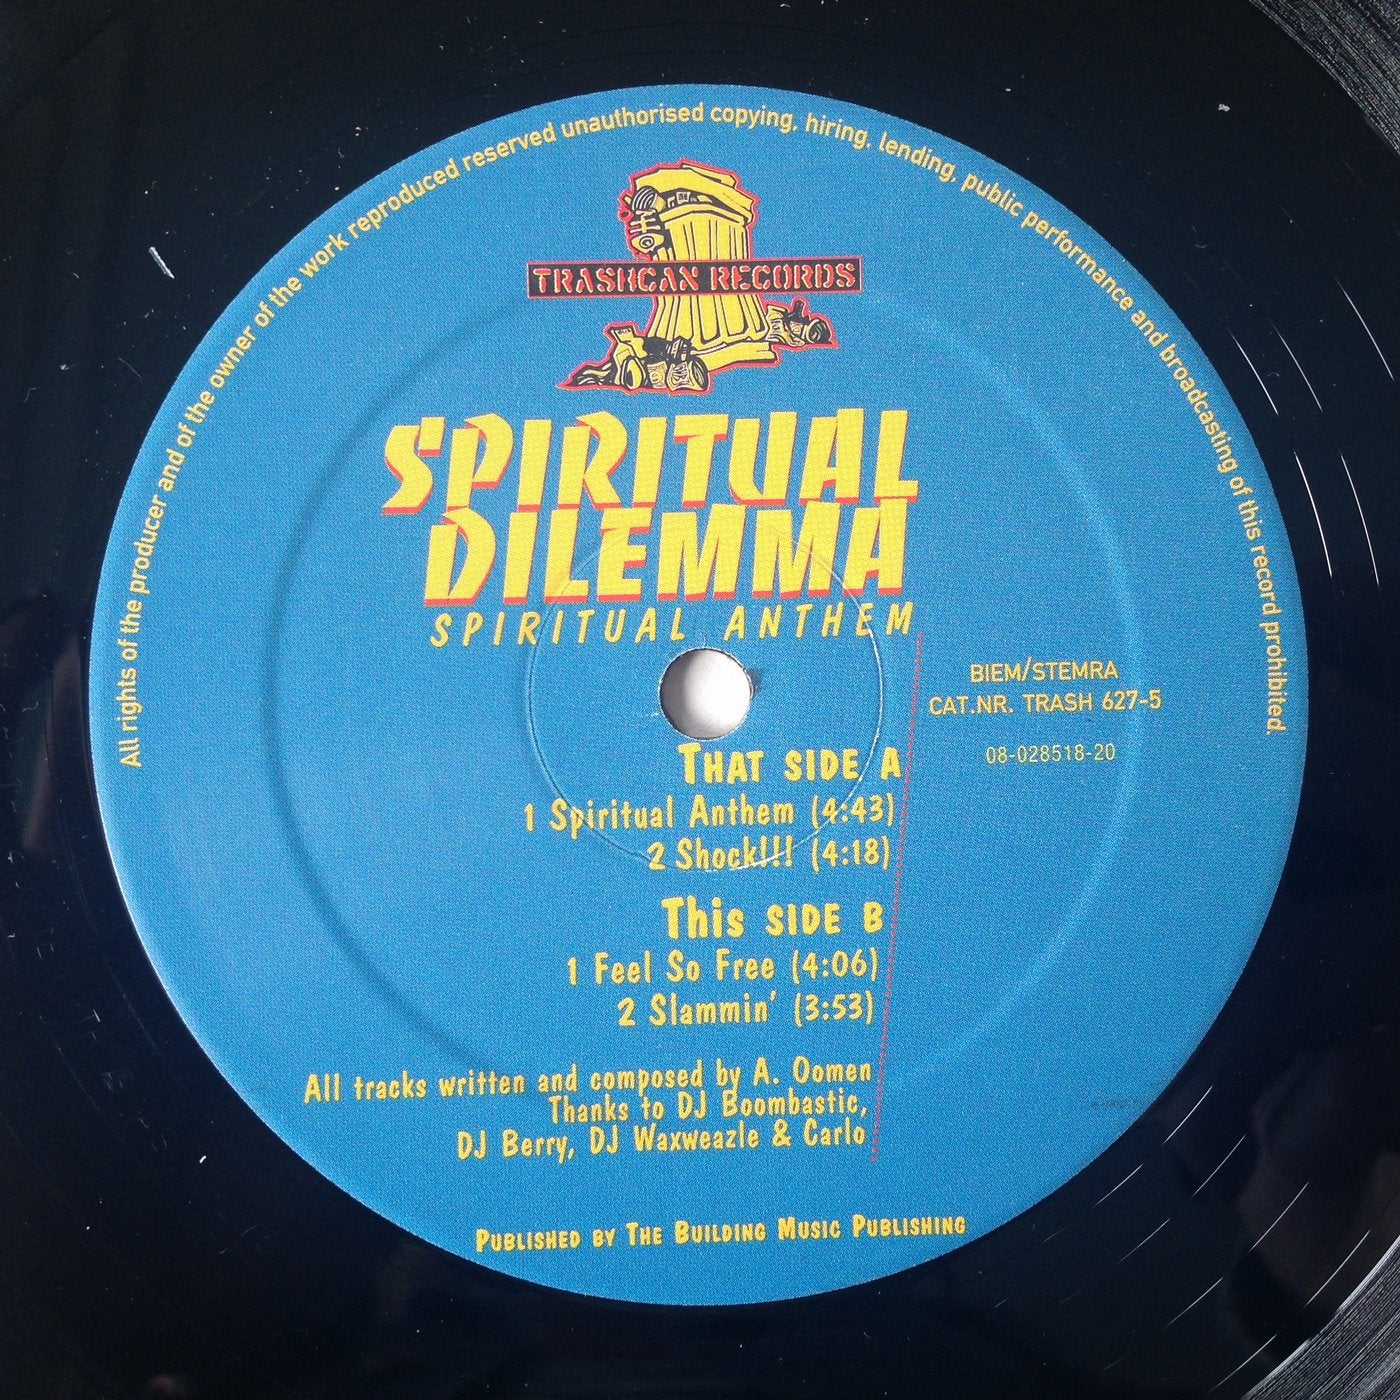 All rights of the producer and of the owner of the work reproduced reserved unauthorised copying, hiring, lending, public performance and broadcasting of this record prohibited.
TRASHCAN RECORDS
SPIRITUAL
DILEMMA
SPIRITUAL ANTHEM
BIEM/STEMRA
CAT.NR. TRASH 627-5
08-028518-20
THAT SIDE A
1 Spiritual Anthem (4:43)
2 Shock!!! (4:18)
This SIDE B
1 Feel So Free (4:06)
2 Slammin' (3:53)
All tracks written and composed by A. Oomen
Thanks to DJ Boombastic,
DJ Berry, DJ Waxweazle & Carlo
PUBLISHED BY THE BUILDING MUSIC PUBLISHING